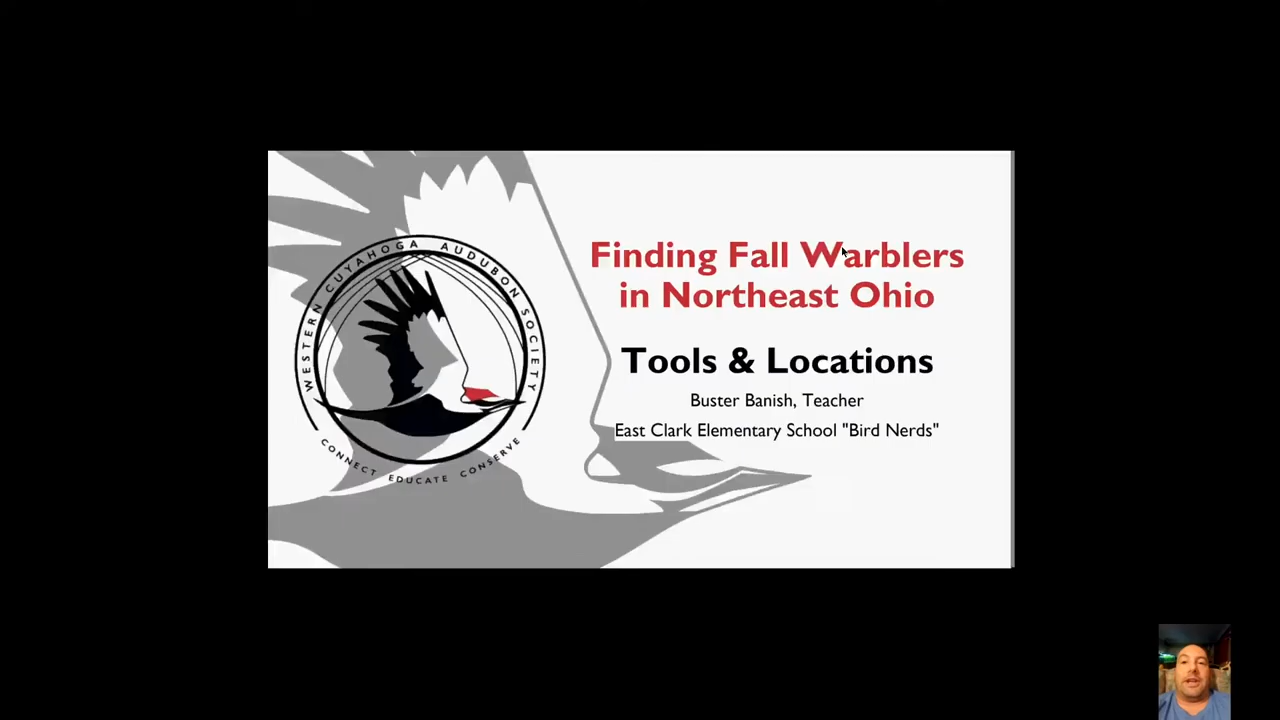 WESTERN CUYAHOGA AUDUBON SOCIETY
CONNECT EDUCATE CONSERVE
Finding Fall Warblers
in Northeast Ohio
Tools & Locations
Buster Banish, Teacher
East Clark Elementary School "Bird Nerds"